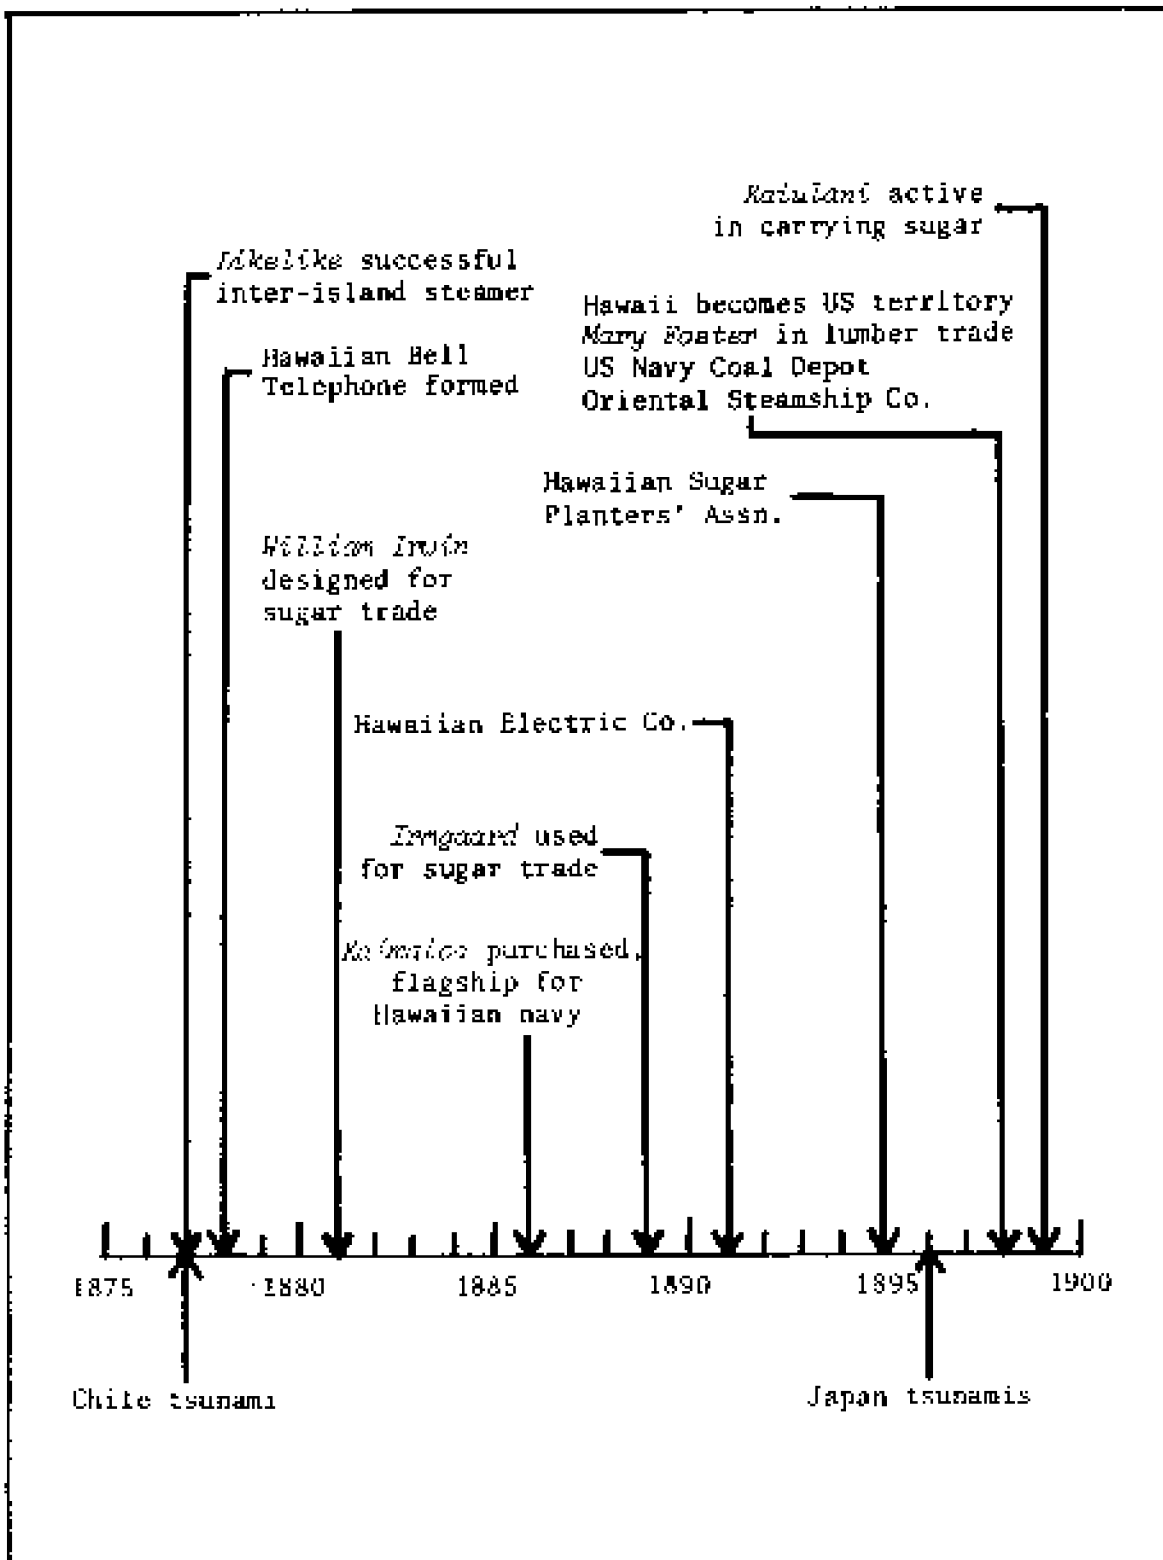 Kaiulani active
in carrying sugar
Likelike successful
inter-island steamer
Hawaii becomes US territory
Mary Foster in lumber trade
US Navy Coal Depot
Oriental Steamship Co.
Hawaiian Bell
Telephone formed
Hawaiian Sugar
Planters' Assn.
William Irwin
designed for
sugar trade
Hawaiian Electric Co.
Irmgaard used
for sugar trade
purchased,
flagship for
Hawaiian navy
1875 1880 1885 1890 1895 1900
Chile tsunami
Japan tsunamis